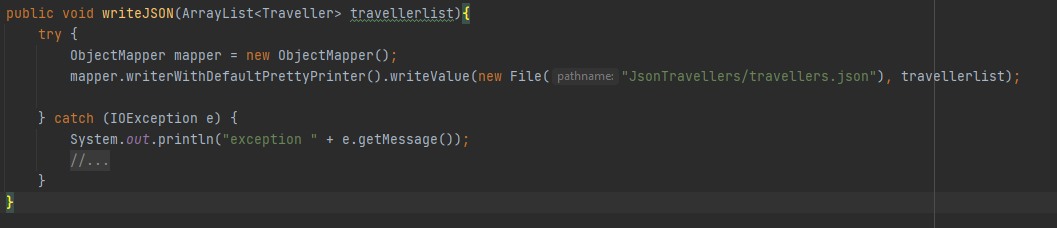 public void writeJSON(ArrayList<Traveller> travellerlist){
    try {
        ObjectMapper mapper = new ObjectMapper();
        mapper.writerWithDefaultPrettyPrinter().writeValue(new File( pathname: "JsonTravellers/travellers.json"), travellerlist);
    } catch (IOException e) {
        System.out.println("exception " + e.getMessage());
        //...
    }
}